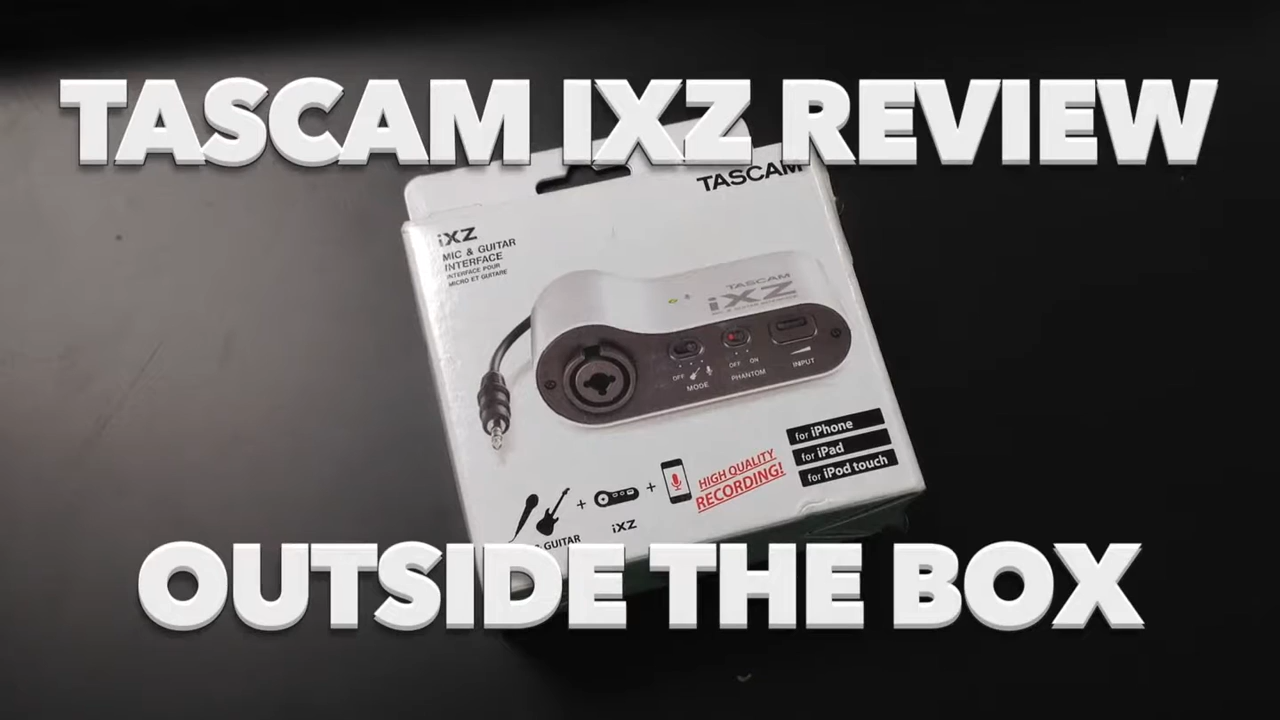 TASCAM IXZ REVIEW
TASCAM
iXZ
MIC & GUITAR
INTERFACE
INTERFACE POUR
MICRO ET GUITARE
TASCAM
iXZ
OFF
MODE
OFF ON
PHANTOM
INPUT
for iPhone
for iPad
for iPod touch
HIGH QUALITY
RECORDING!
+ +
iXZ
& GUITAR
OUTSIDE THE BOX